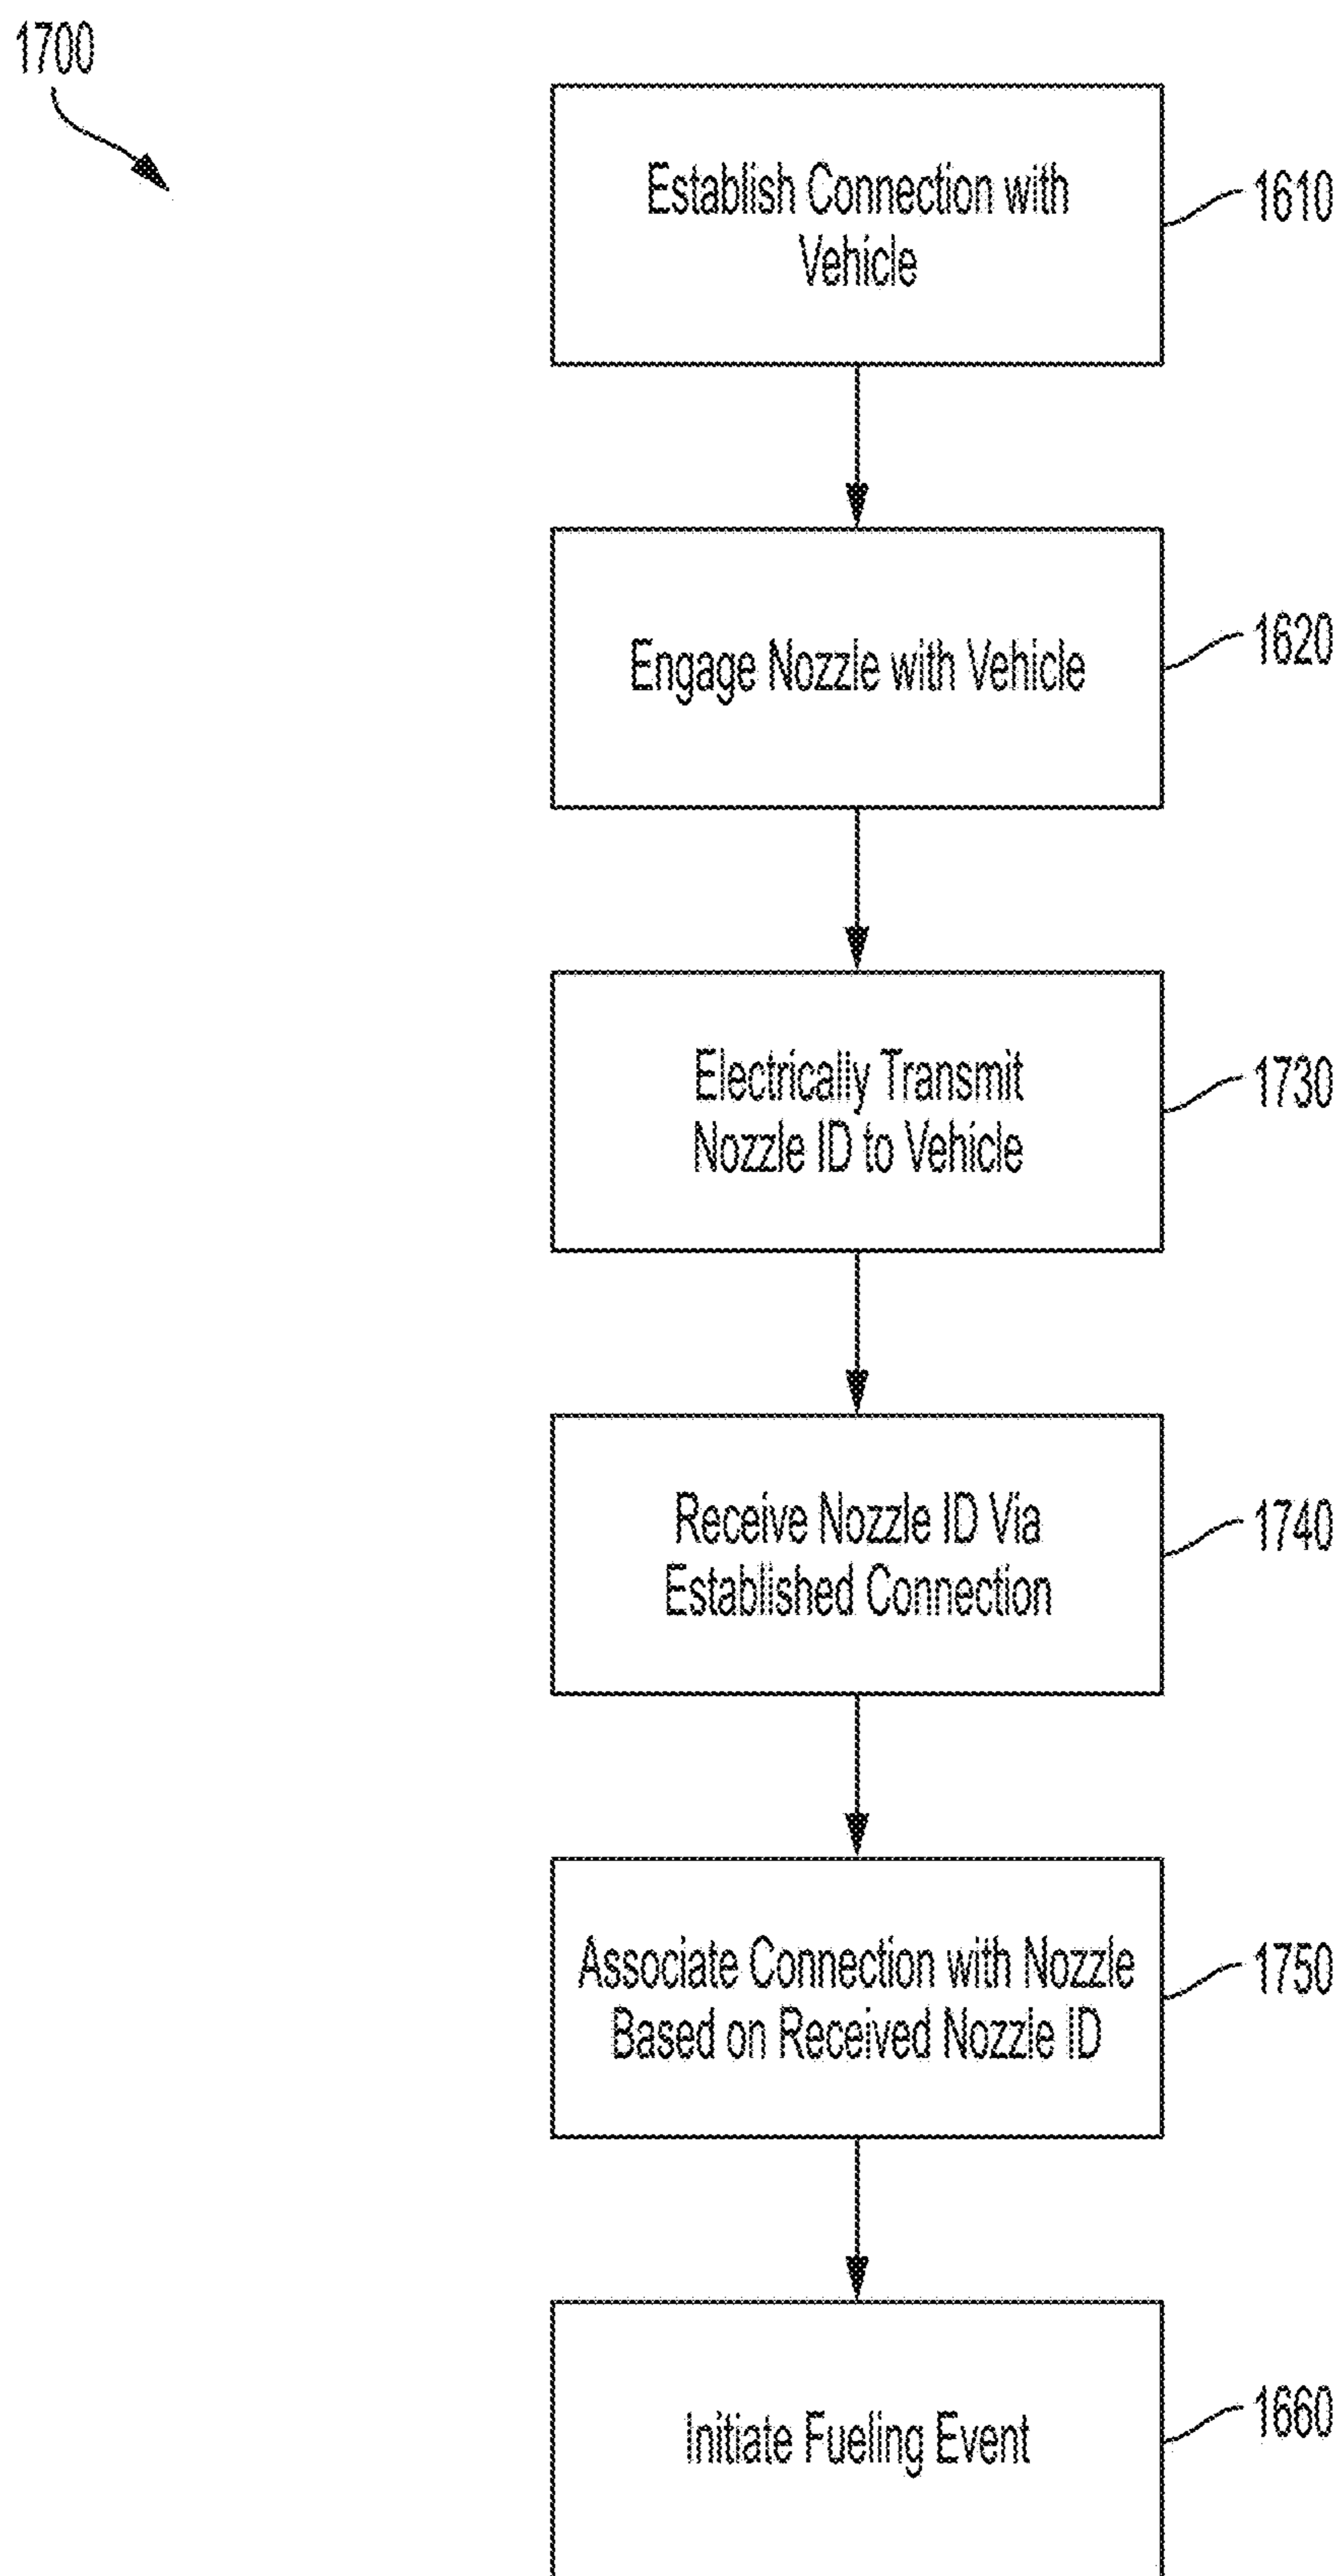 1700
Establish Connection with
Vehicle
1610
Engage Nozzle with Vehicle
1620
Electrically Transmit
Nozzle ID to Vehicle
1730
Receive Nozzle ID Via
Established Connection
1740
Associate Connection with Nozzle
Based on Received Nozzle ID
1750
Initiate Fueling Event
1660